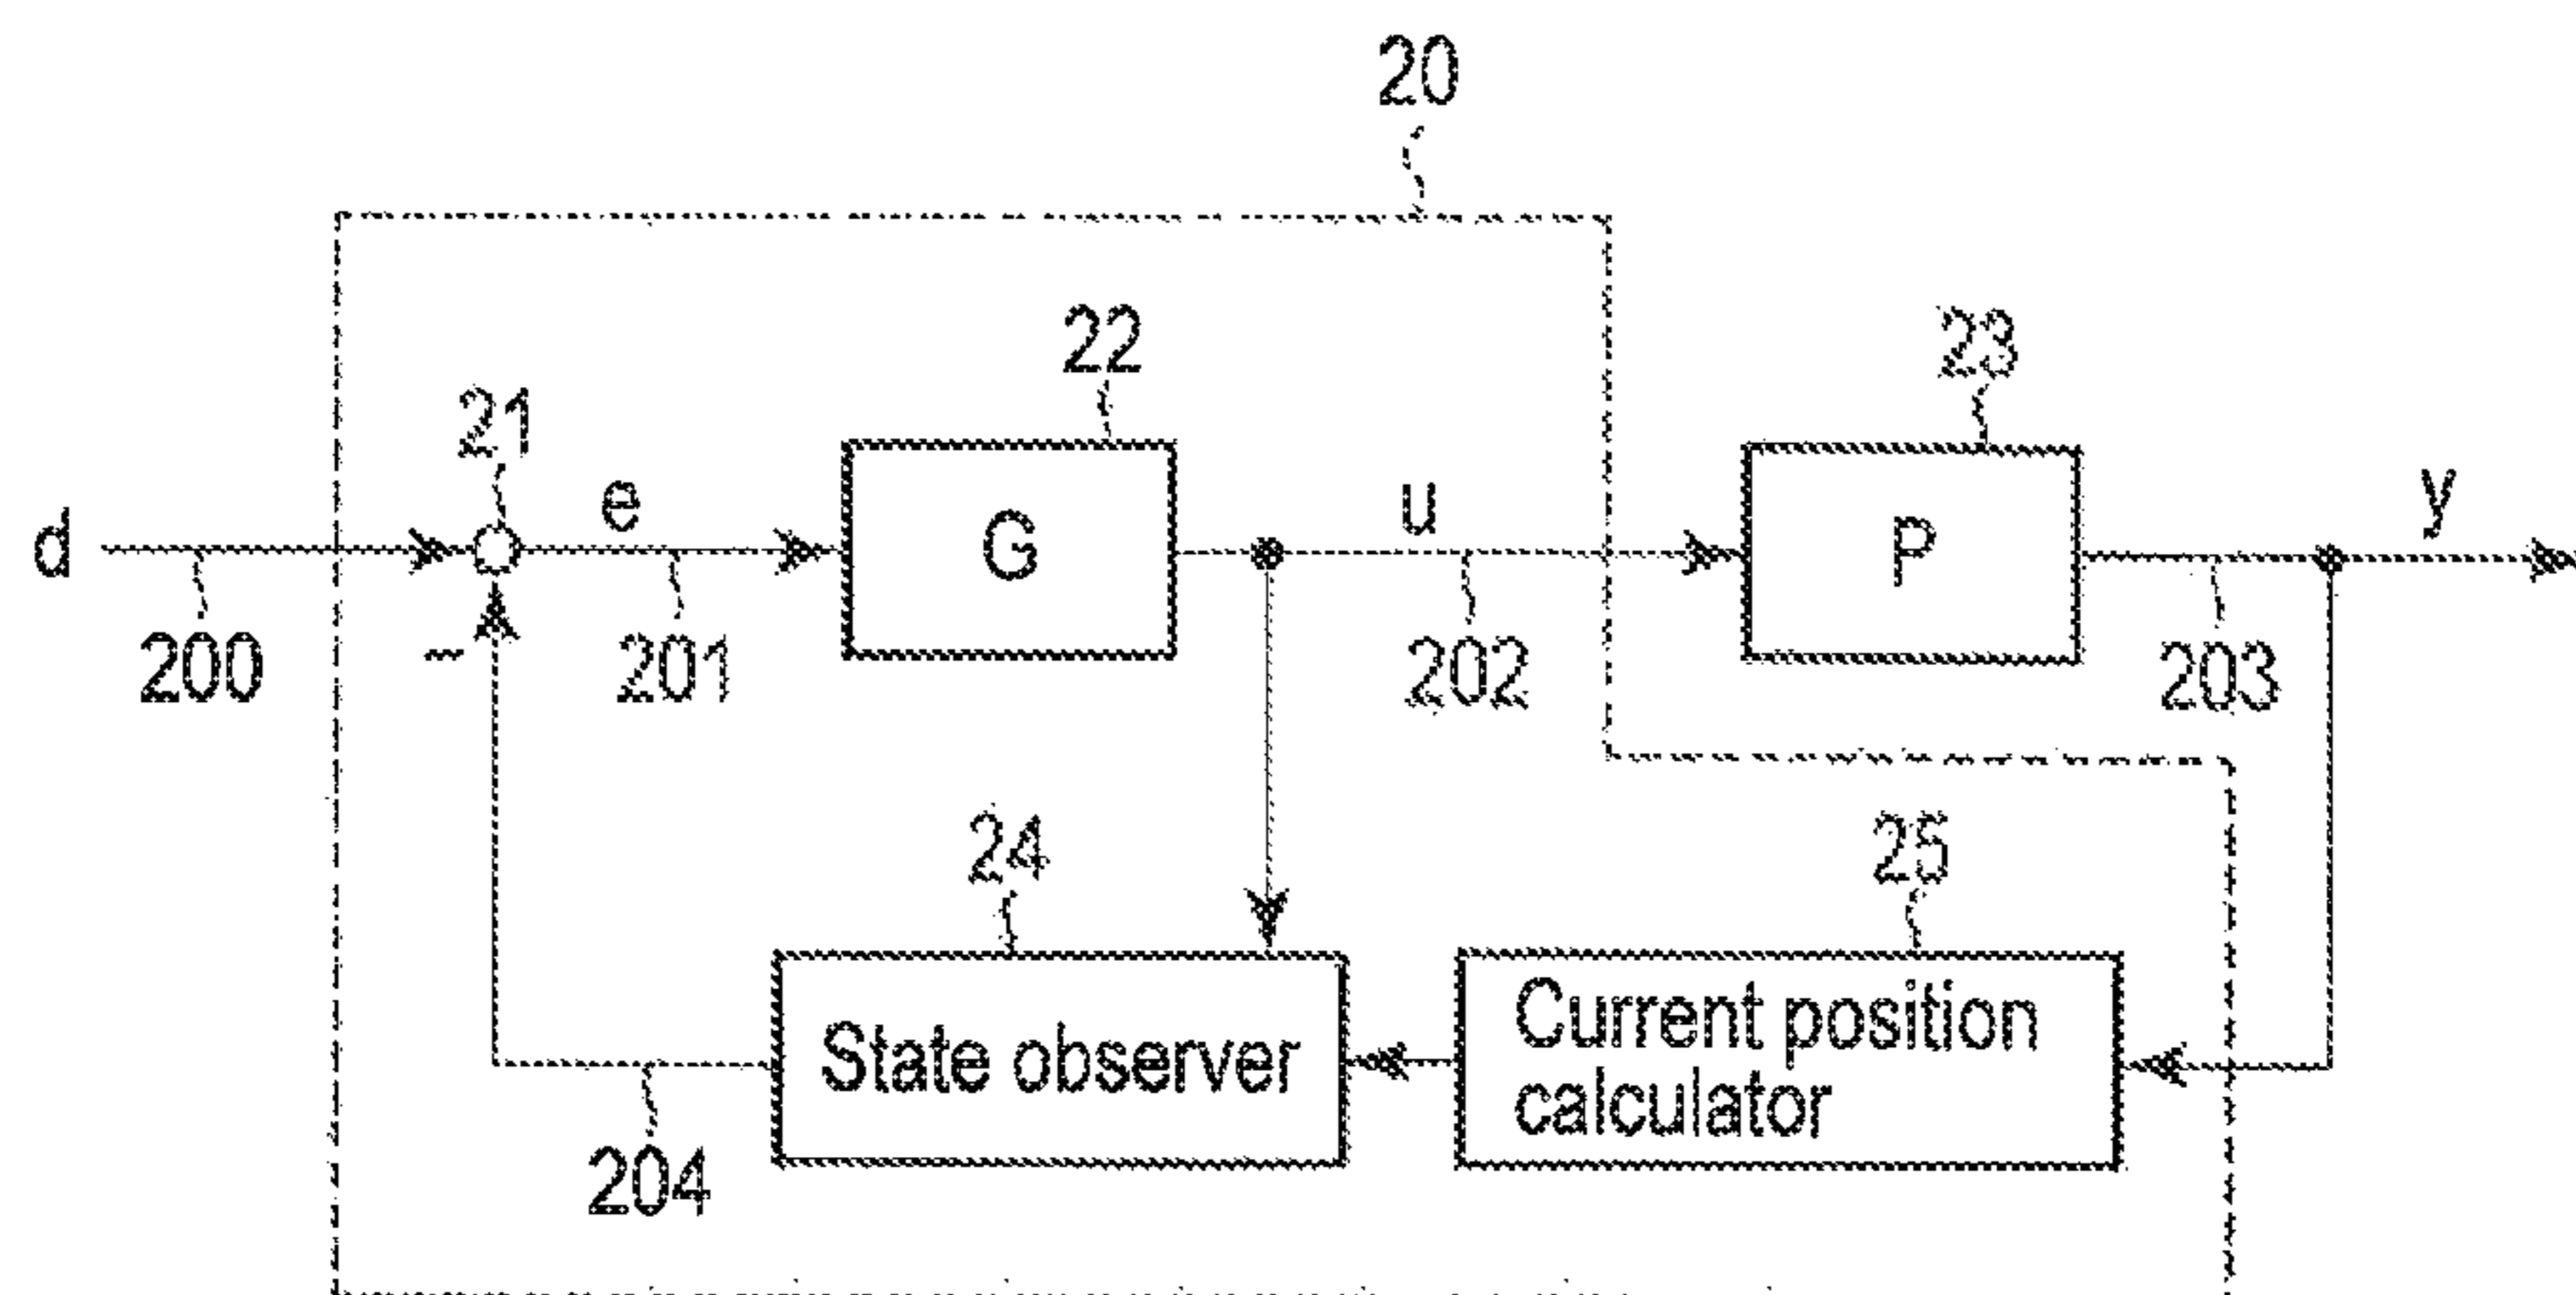 20
22
23
21
d
e
G
u
P
y
200
–
201
202
203
24
25
State observer
Current position
calculator
204